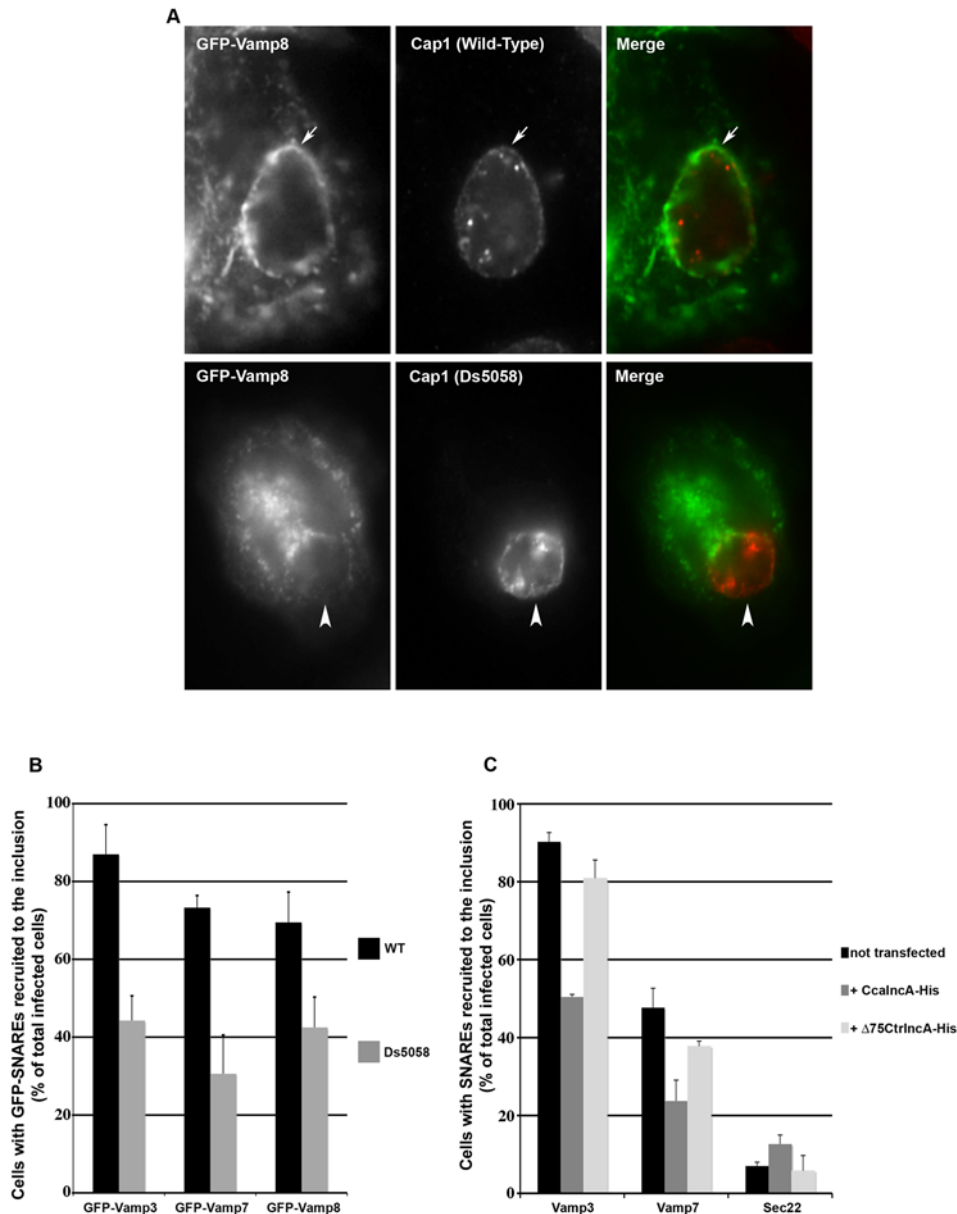 A
GFP-Vamp8
Cap1 (Wild-Type)
Merge
GFP-Vamp8
Cap1 (Ds5058)
Merge
B
Cells with GFP-SNAREs recruited to the inclusion
(% of total infected cells)
100
80
60
40
20
0
GFP-Vamp3
GFP-Vamp7
GFP-Vamp8
WT
Ds5058
C
Cells with SNAREs recruited to the inclusion
(% of total infected cells)
100
80
60
40
20
0
Vamp3
Vamp7
Sec22
not transfected
+ CcaIncA-His
+ Δ75CtrIncA-His